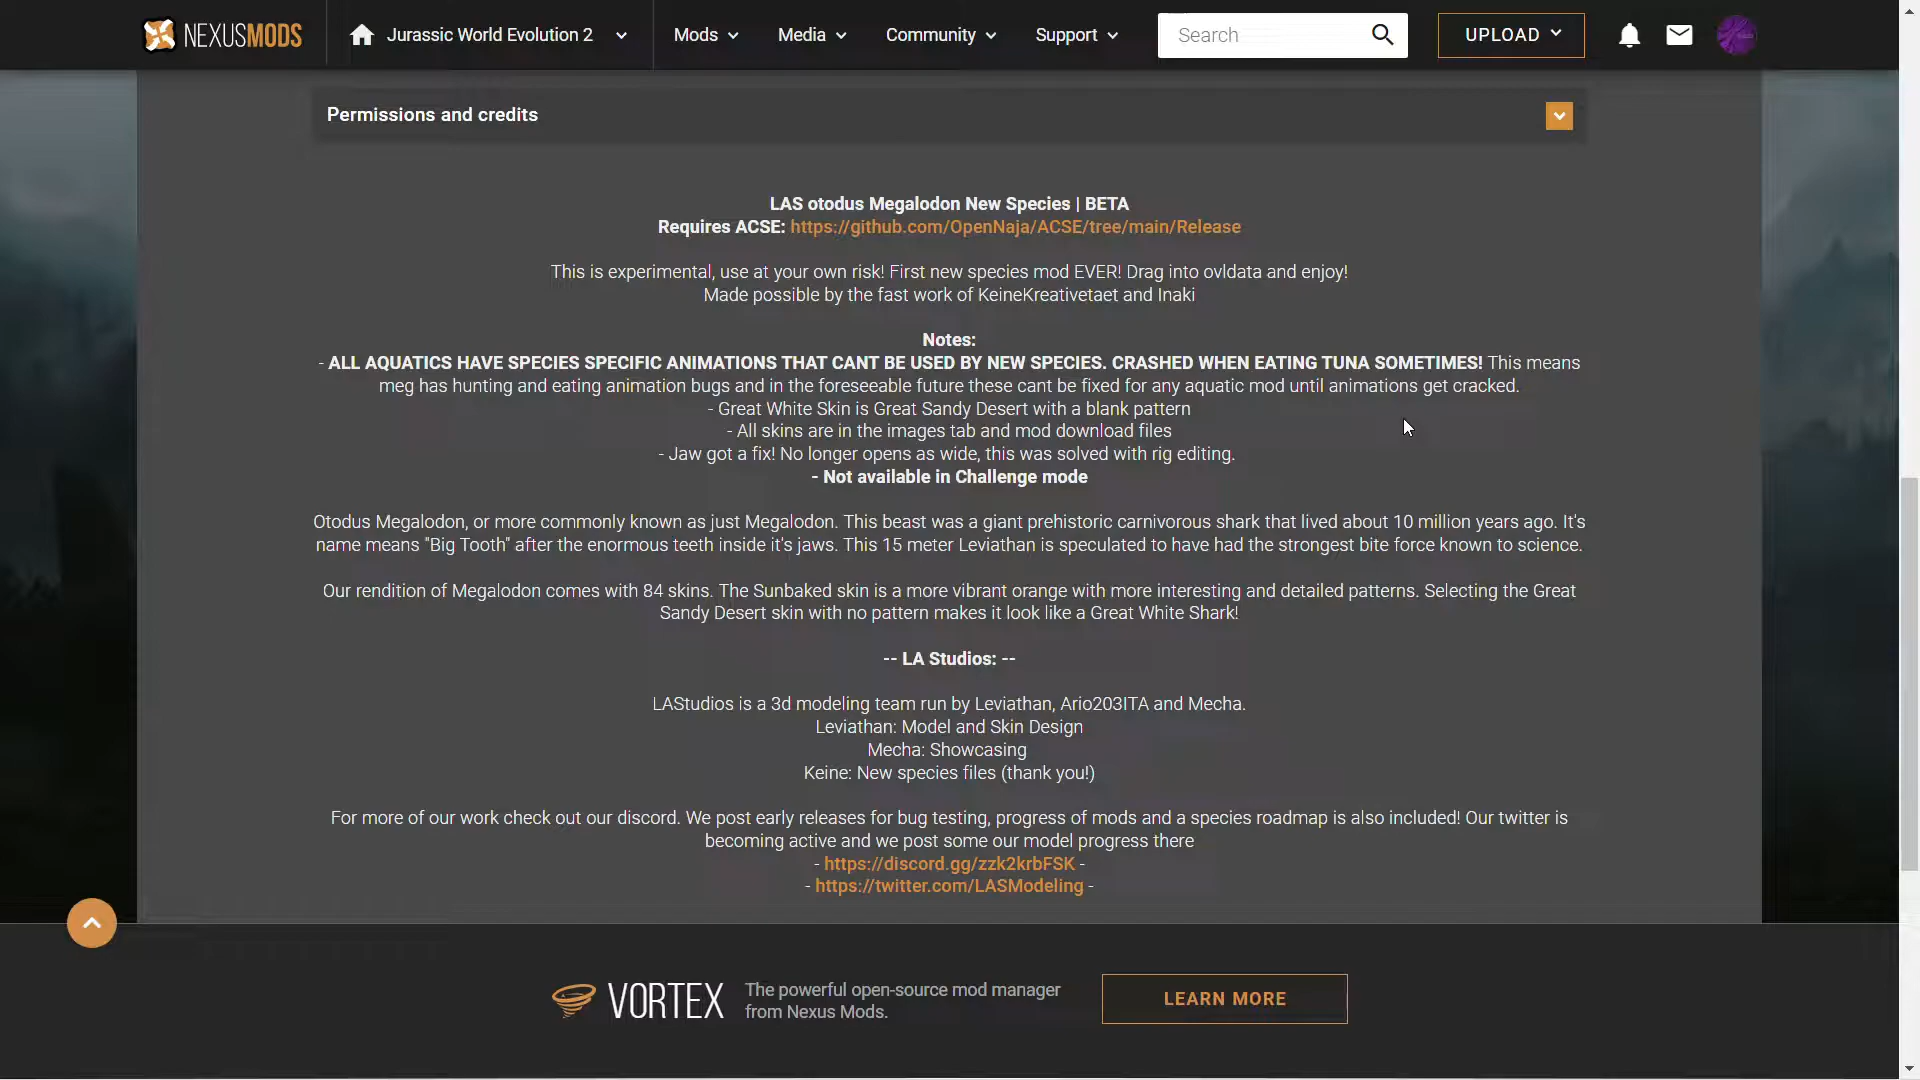 NEXUSMODS Jurassic World Evolution 2 Mods Media Community Support Search UPLOAD
Permissions and credits
LAS otodus Megalodon New Species | BETA
Requires ACSE: https://github.com/OpenNaja/ACSE/tree/main/Release
This is experimental, use at your own risk! First new species mod EVER! Drag into ovldata and enjoy!
Made possible by the fast work of KeineKreativetaet and Inaki
Notes:
- ALL AQUATICS HAVE SPECIES SPECIFIC ANIMATIONS THAT CANT BE USED BY NEW SPECIES. CRASHED WHEN EATING TUNA SOMETIMES! This means
meg has hunting and eating animation bugs and in the foreseeable future these cant be fixed for any aquatic mod until animations get cracked.
- Great White Skin is Great Sandy Desert with a blank pattern
- All skins are in the images tab and mod download files
- Jaw got a fix! No longer opens as wide, this was solved with rig editing.
- Not available in Challenge mode
Otodus Megalodon, or more commonly known as just Megalodon. This beast was a giant prehistoric carnivorous shark that lived about 10 million years ago. It's
name means "Big Tooth" after the enormous teeth inside it's jaws. This 15 meter Leviathan is speculated to have had the strongest bite force known to science.
Our rendition of Megalodon comes with 84 skins. The Sunbaked skin is a more vibrant orange with more interesting and detailed patterns. Selecting the Great
Sandy Desert skin with no pattern makes it look like a Great White Shark!
-- LA Studios: --
LAStudios is a 3d modeling team run by Leviathan, Ario203ITA and Mecha.
Leviathan: Model and Skin Design
Mecha: Showcasing
Keine: New species files (thank you!)
For more of our work check out our discord. We post early releases for bug testing, progress of mods and a species roadmap is also included! Our twitter is
becoming active and we post some our model progress there
- https://discord.gg/zzk2krbFSK -
- https://twitter.com/LASModeling -
VORTEX The powerful open-source mod manager
from Nexus Mods.
LEARN MORE